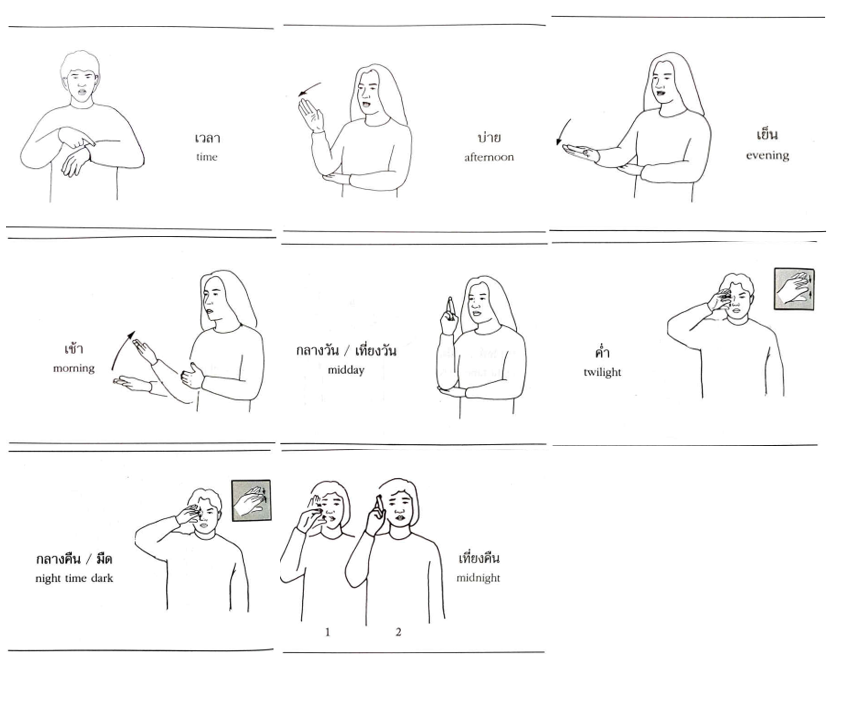 เวลา
time
บ่าย
afternoon
เย็น
evening
เช้า
morning
กลางวัน / เที่ยงวัน
midday
ค่ำ
twilight
กลางคืน / มืด
night time dark
เที่ยงคืน
midnight
1 2